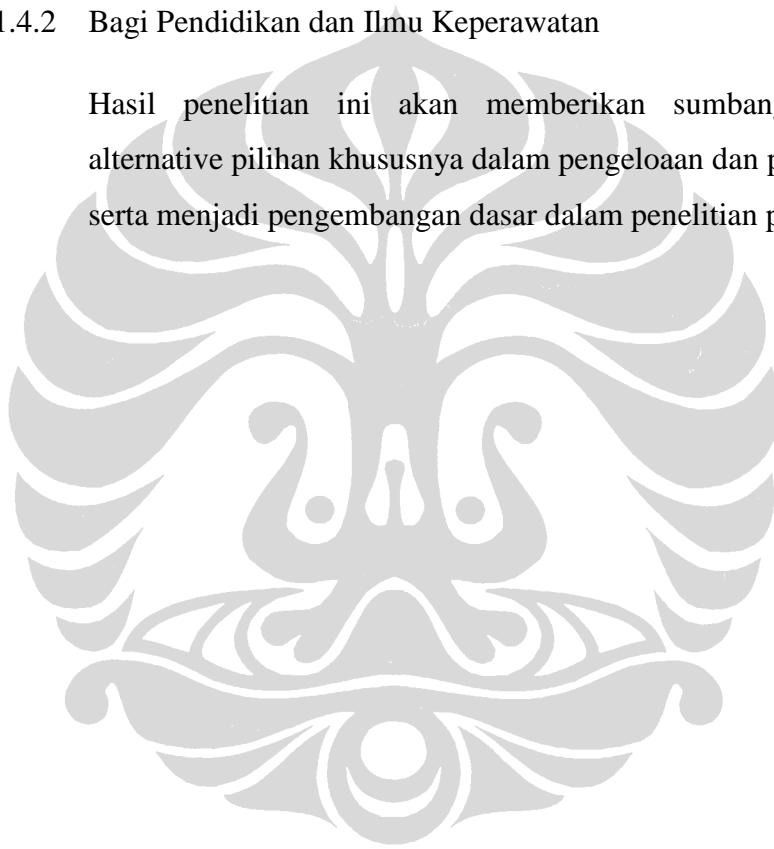 1.4.2 Bagi Pendidikan dan Ilmu Keperawatan
Hasil penelitian ini akan memberikan
alternative pilihan khususnya dalam pengeloaan dan
serta menjadi pengembangan dasar dalam penelitian